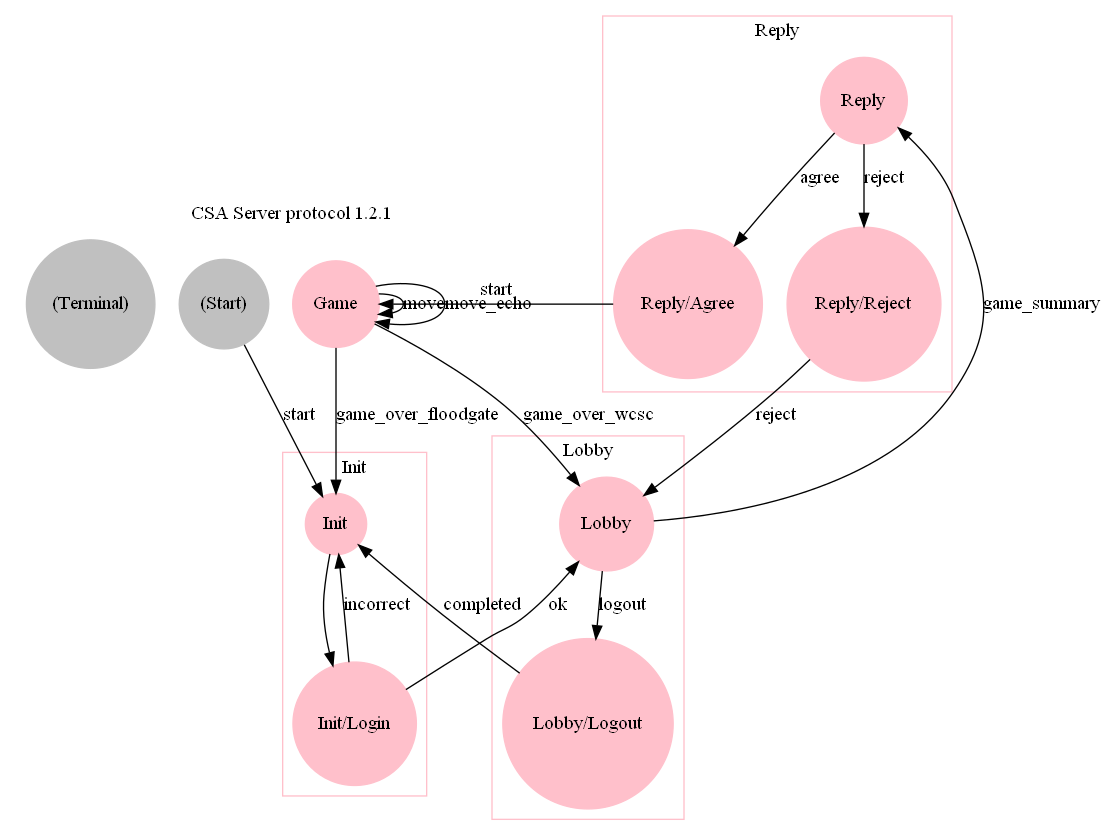 Reply
Reply
agree
reject
CSA Server protocol 1.2.1
(Terminal)
(Start)
Game
move
move_echo
start
Reply/Agree
Reply/Reject
game_summary
start
game_over_floodgate
game_over_wcsc
reject
Init
Lobby
Init
Lobby
incorrect
completed
ok
logout
Init/Login
Lobby/Logout